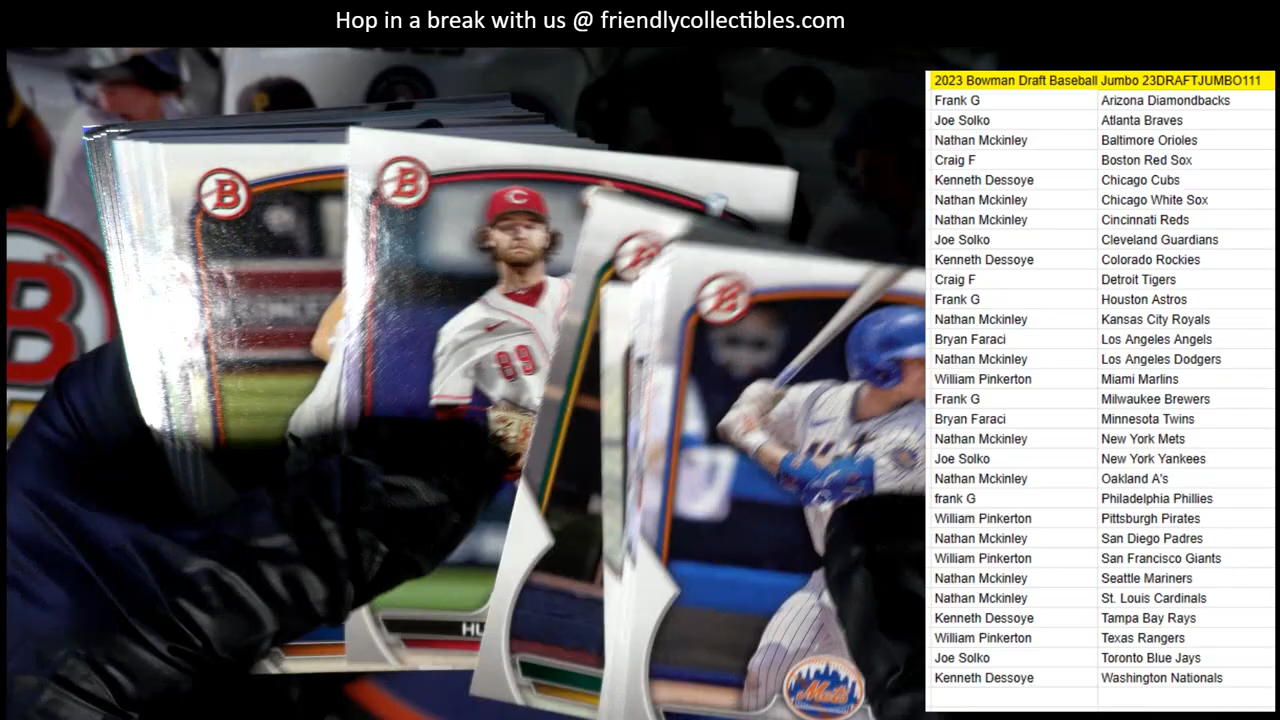 Hop in a break with us @ friendlycollectibles.com
2023 Bowman Draft Baseball Jumbo 23DRAFTJUMBO111
Frank G Arizona Diamondbacks
Joe Solko Atlanta Braves
Nathan Mckinley Baltimore Orioles
Craig F Boston Red Sox
Kenneth Dessoye Chicago Cubs
Nathan Mckinley Chicago White Sox
Nathan Mckinley Cincinnati Reds
Joe Solko Cleveland Guardians
Kenneth Dessoye Colorado Rockies
Craig F Detroit Tigers
Frank G Houston Astros
Nathan Mckinley Kansas City Royals
Bryan Faraci Los Angeles Angels
Nathan Mckinley Los Angeles Dodgers
William Pinkerton Miami Marlins
Frank G Milwaukee Brewers
Bryan Faraci Minnesota Twins
Nathan Mckinley New York Mets
Joe Solko New York Yankees
Nathan Mckinley Oakland A's
frank G Philadelphia Phillies
William Pinkerton Pittsburgh Pirates
Nathan Mckinley San Diego Padres
William Pinkerton San Francisco Giants
Nathan Mckinley Seattle Mariners
Nathan Mckinley St. Louis Cardinals
Kenneth Dessoye Tampa Bay Rays
William Pinkerton Texas Rangers
Joe Solko Toronto Blue Jays
Kenneth Dessoye Washington Nationals
B
B
B
B
C
89
Mets